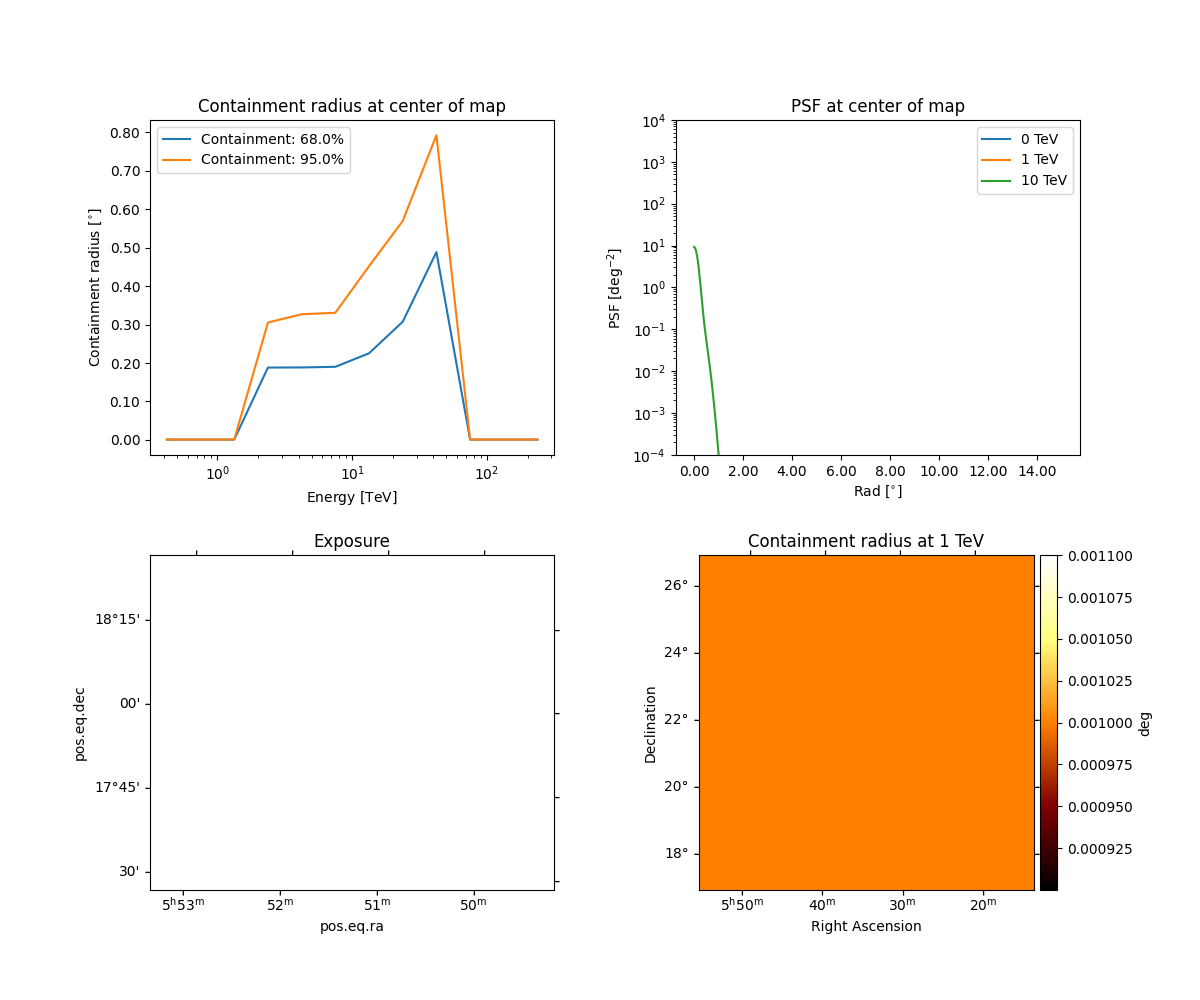 Containment radius at center of map
Containment: 68.0%
Containment: 95.0%
0.80
0.70
0.60
0.50
0.40
0.30
0.20
0.10
0.00
Containment radius [°]
10⁰ 10¹ 10²
Energy [TeV]
PSF at center of map
0 TeV
1 TeV
10 TeV
10⁴
10³
10²
10¹
10⁰
10⁻¹
10⁻²
10⁻³
10⁻⁴
PSF [deg⁻²]
0.00 2.00 4.00 6.00 8.00 10.00 12.00 14.00
Rad [°]
Exposure
18°15'
00'
17°45'
30'
pos.eq.dec
5ʰ53ᵐ 52ᵐ 51ᵐ 50ᵐ
pos.eq.ra
Containment radius at 1 TeV
26°
24°
22°
20°
18°
Declination
5ʰ50ᵐ 40ᵐ 30ᵐ 20ᵐ
Right Ascension
0.001100
0.001075
0.001050
0.001025
0.001000
0.000975
0.000950
0.000925
deg